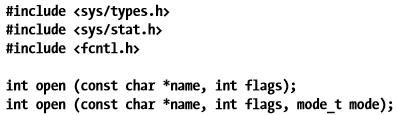 #include <sys/types.h>
#include <sys/stat.h>
#include <fcntl.h>
int open (const char *name, int flags);
int open (const char *name, int flags, mode_t mode);